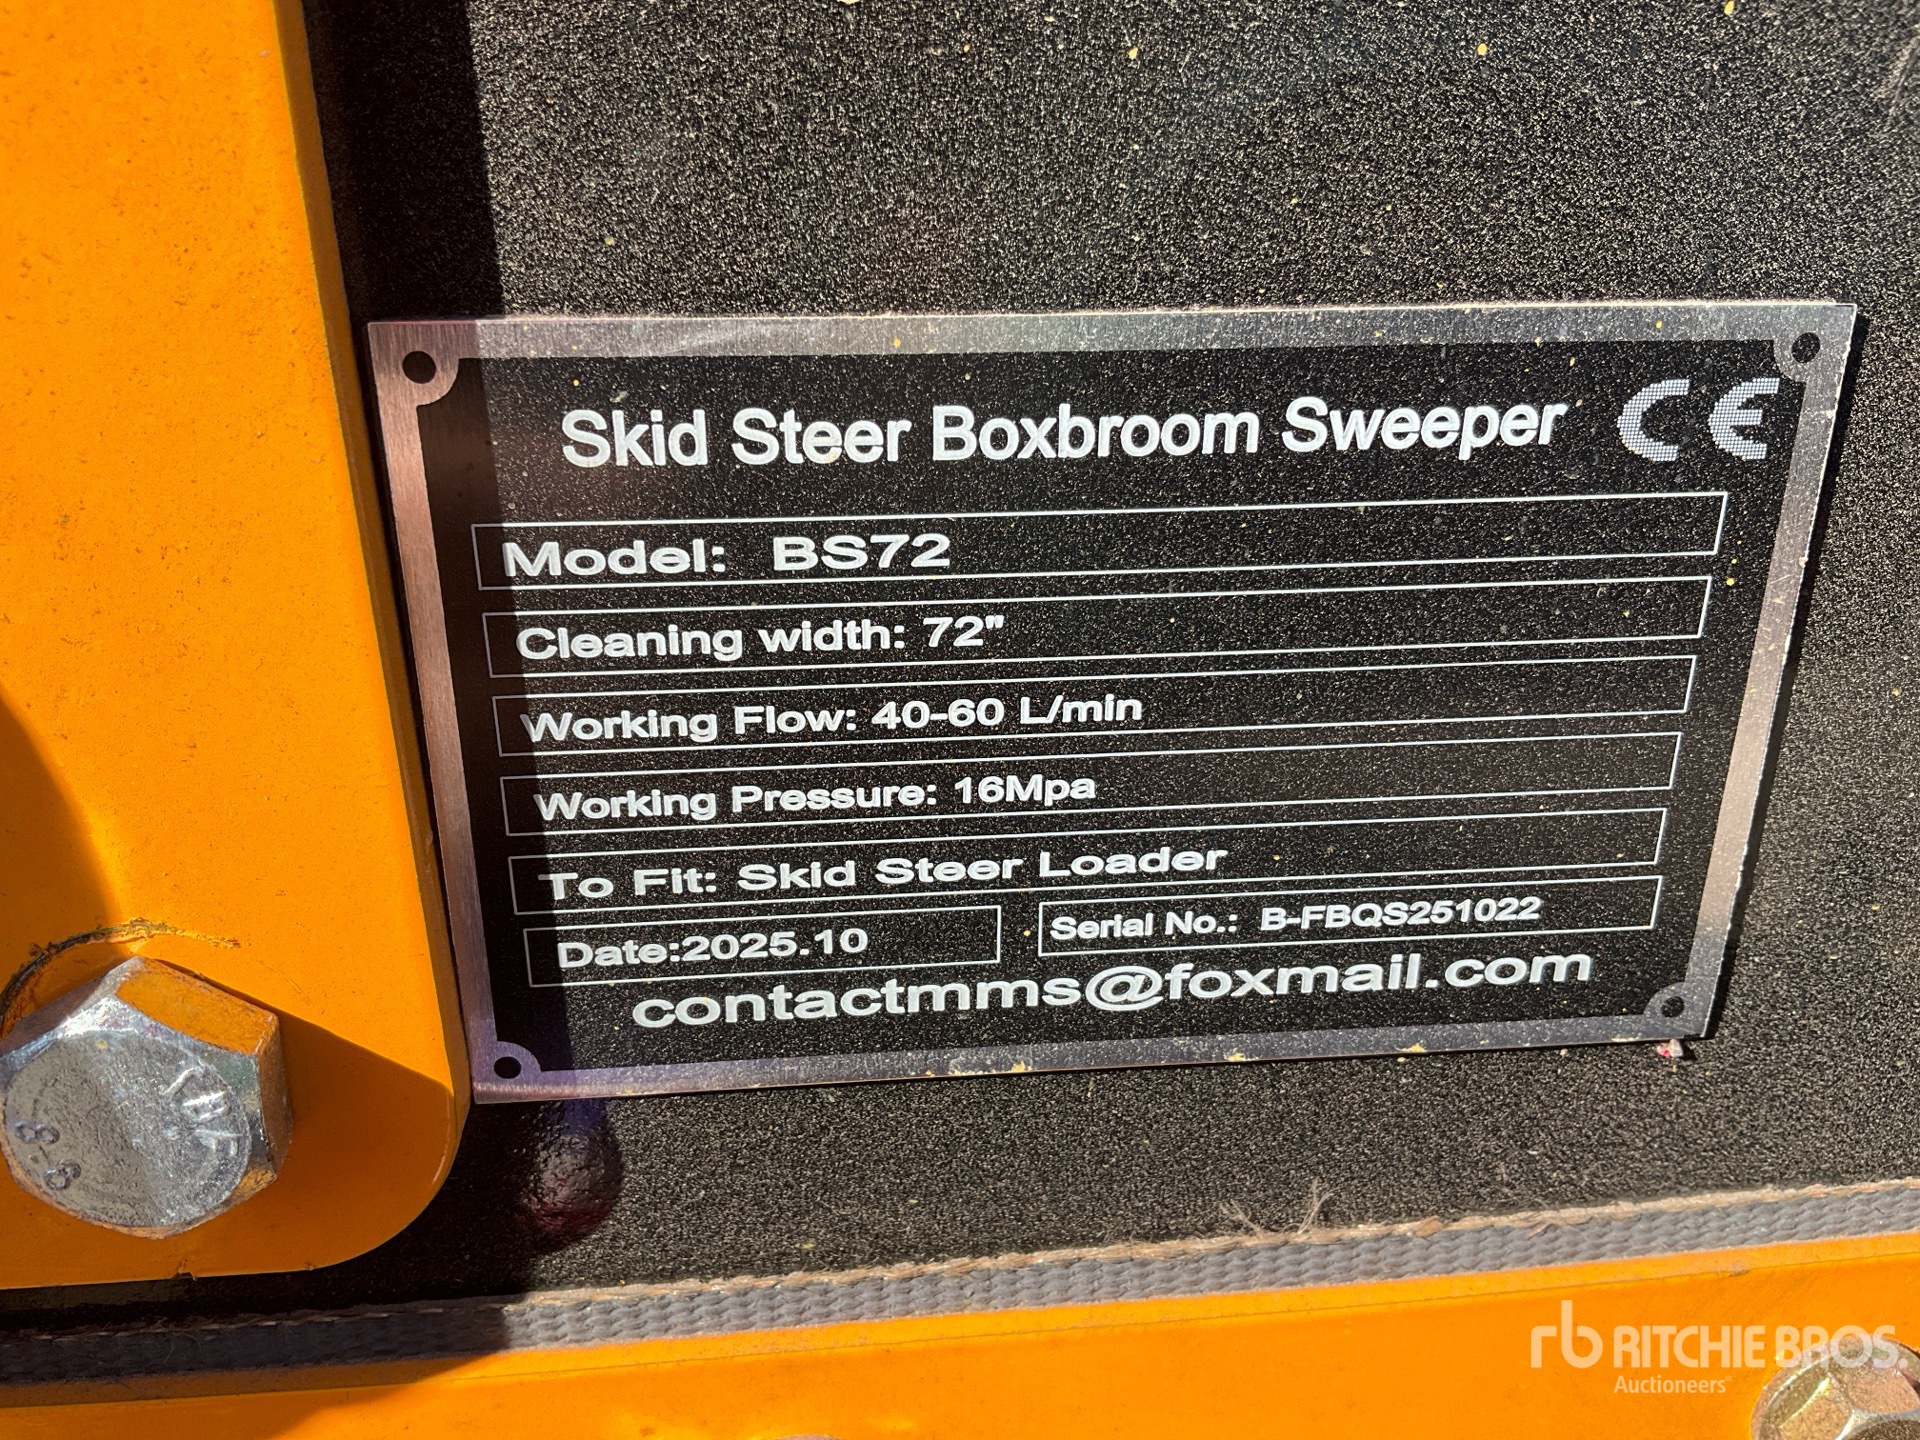 Skid Steer Boxbroom Sweeper CE
Model: BS72
Cleaning width: 72"
Working Flow: 40-60 L/min
Working Pressure: 16Mpa
To Fit: Skid Steer Loader
Date:2025.10 Serial No.: B-FBQS251022
contactmms@foxmail.com
8.8
rb RITCHIE BROS.
Auctioneers